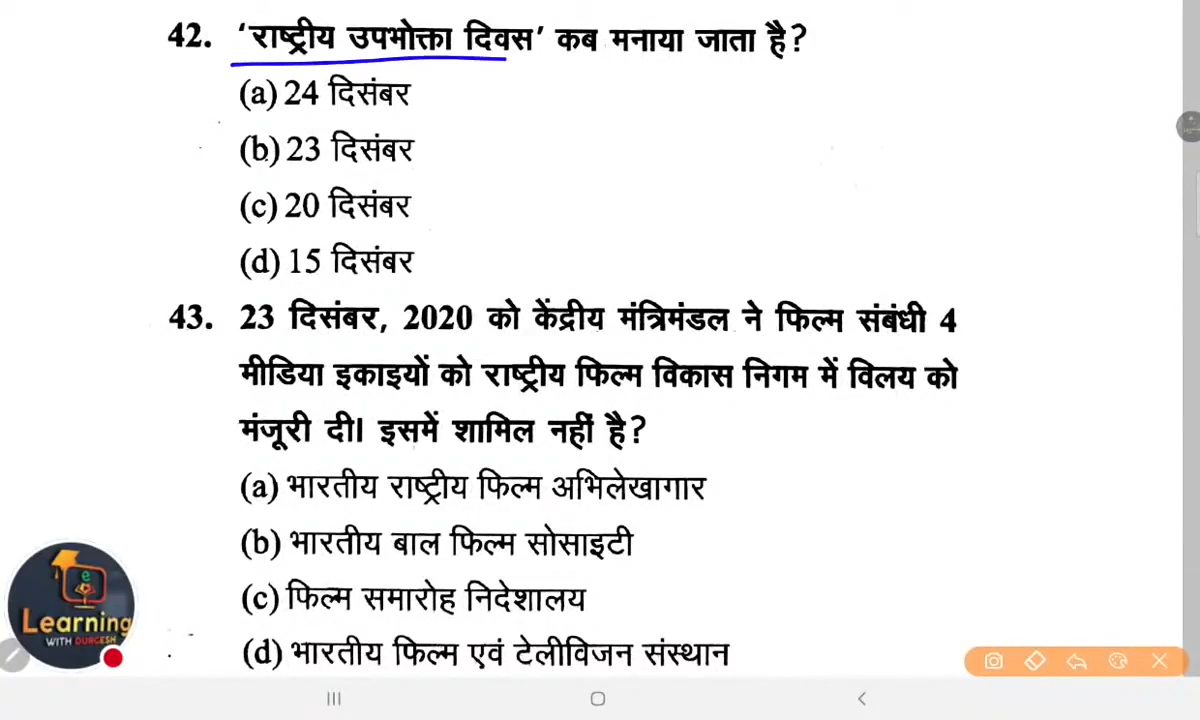 42. ‘राष्ट्रीय उपभोक्ता दिवस’ कब मनाया जाता है?
(a) 24 दिसंबर
(b) 23 दिसंबर
(c) 20 दिसंबर
(d) 15 दिसंबर
43. 23 दिसंबर, 2020 को केंद्रीय मंत्रिमंडल ने फिल्म संबंधी 4
मीडिया इकाइयों को राष्ट्रीय फिल्म विकास निगम में विलय को
मंजूरी दी। इसमें शामिल नहीं है?
(a) भारतीय राष्ट्रीय फिल्म अभिलेखागार
(b) भारतीय बाल फिल्म सोसाइटी
(c) फिल्म समारोह निदेशालय
(d) भारतीय फिल्म एवं टेलीविजन संस्थान
e
Learning
WITH DURGESH